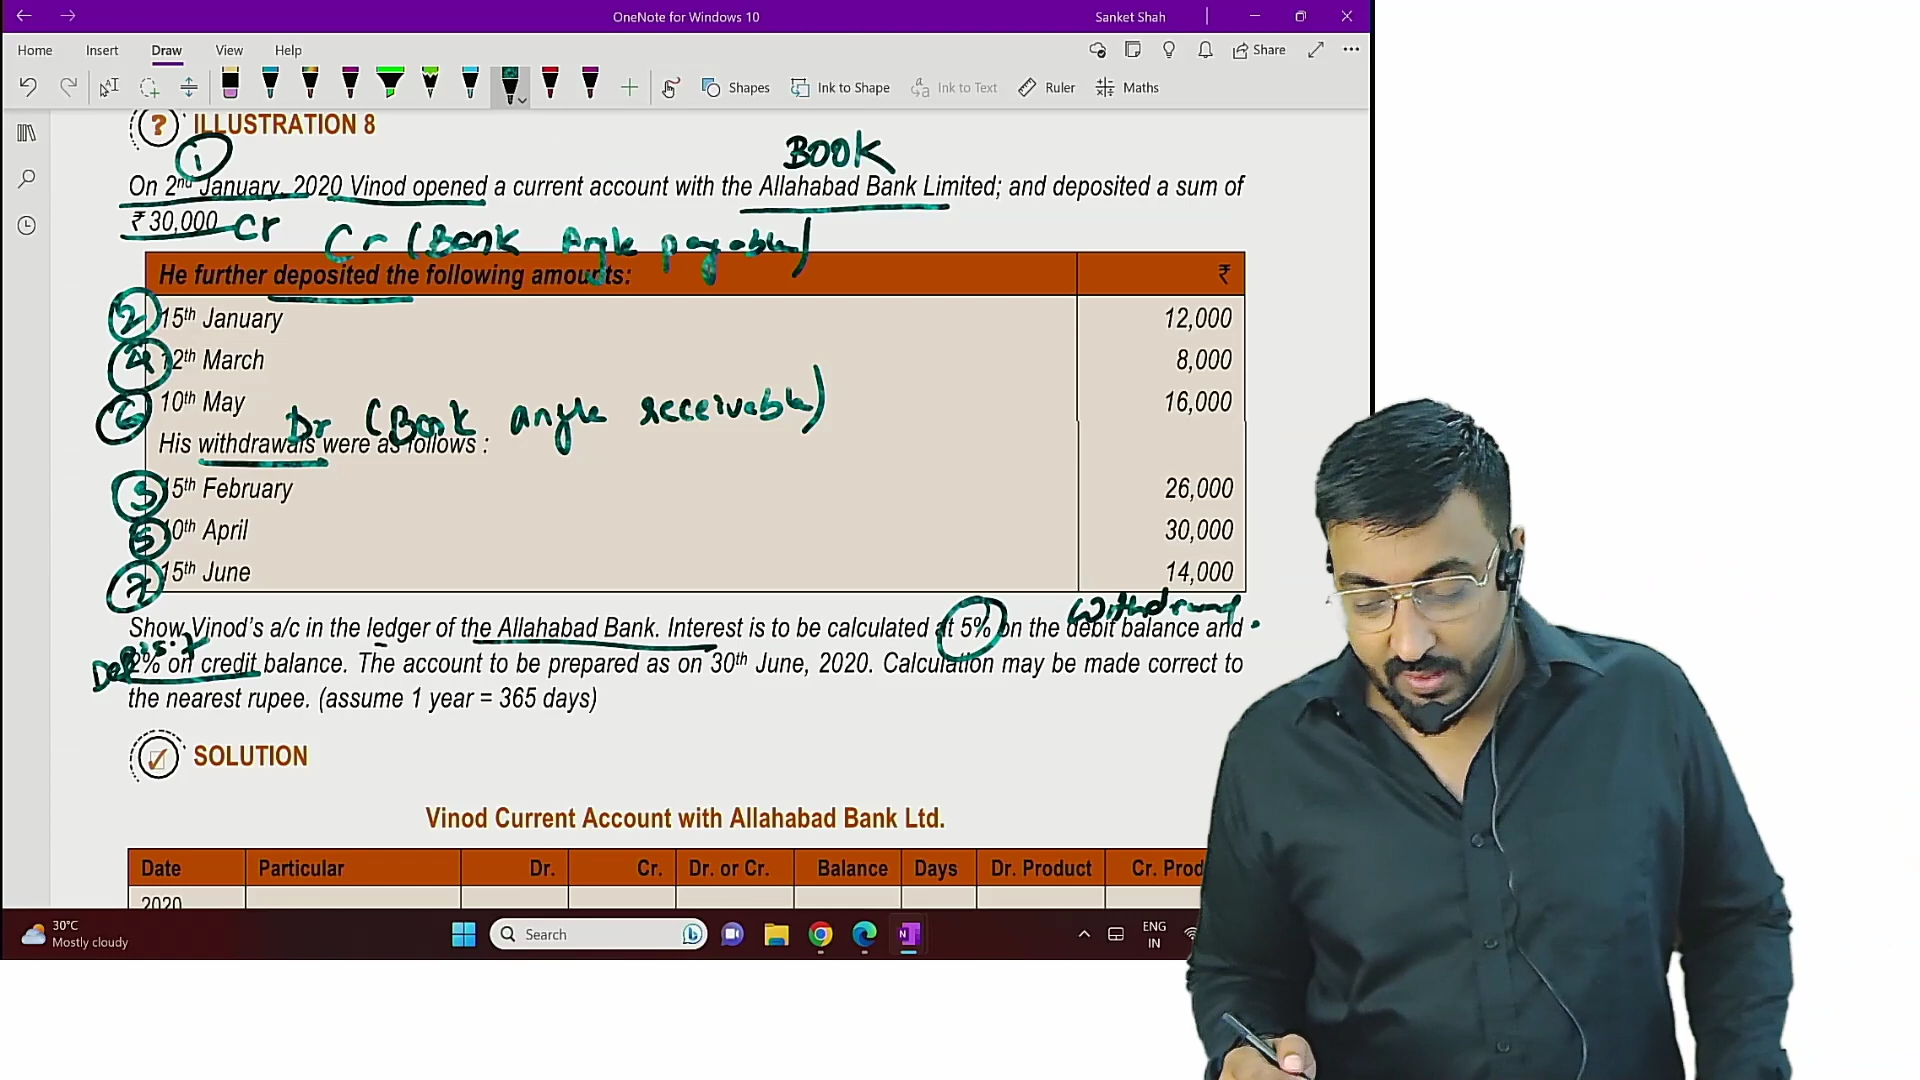 OneNote for Windows 10
Sanket Shah
Home Insert Draw View Help
Share
Shapes Ink to Shape Ink to Text Ruler Maths
? ILLUSTRATION 8
1
BOOK
On 2nd January, 2020 Vinod opened a current account with the Allahabad Bank Limited; and deposited a sum of
₹ 30,000 Cr
Cr (Bank Angle payable)
He further deposited the following amounts: ₹
2 15th January 12,000
4 12th March 8,000
6 10th May 16,000
Dr (Book angle receivable)
His withdrawals were as follows :
3 15th February 26,000
5 10th April 30,000
7 15th June 14,000
Withdrawal
Show Vinod's a/c in the ledger of the Allahabad Bank. Interest is to be calculated at 5% on the debit balance and
Deposit
2% on credit balance. The account to be prepared as on 30th June, 2020. Calculation may be made correct to
the nearest rupee. (assume 1 year = 365 days)
SOLUTION
Vinod Current Account with Allahabad Bank Ltd.
Date Particular Dr. Cr. Dr. or Cr. Balance Days Dr. Product Cr. Prod
2020
30°C
Mostly cloudy
Search
ENG
IN